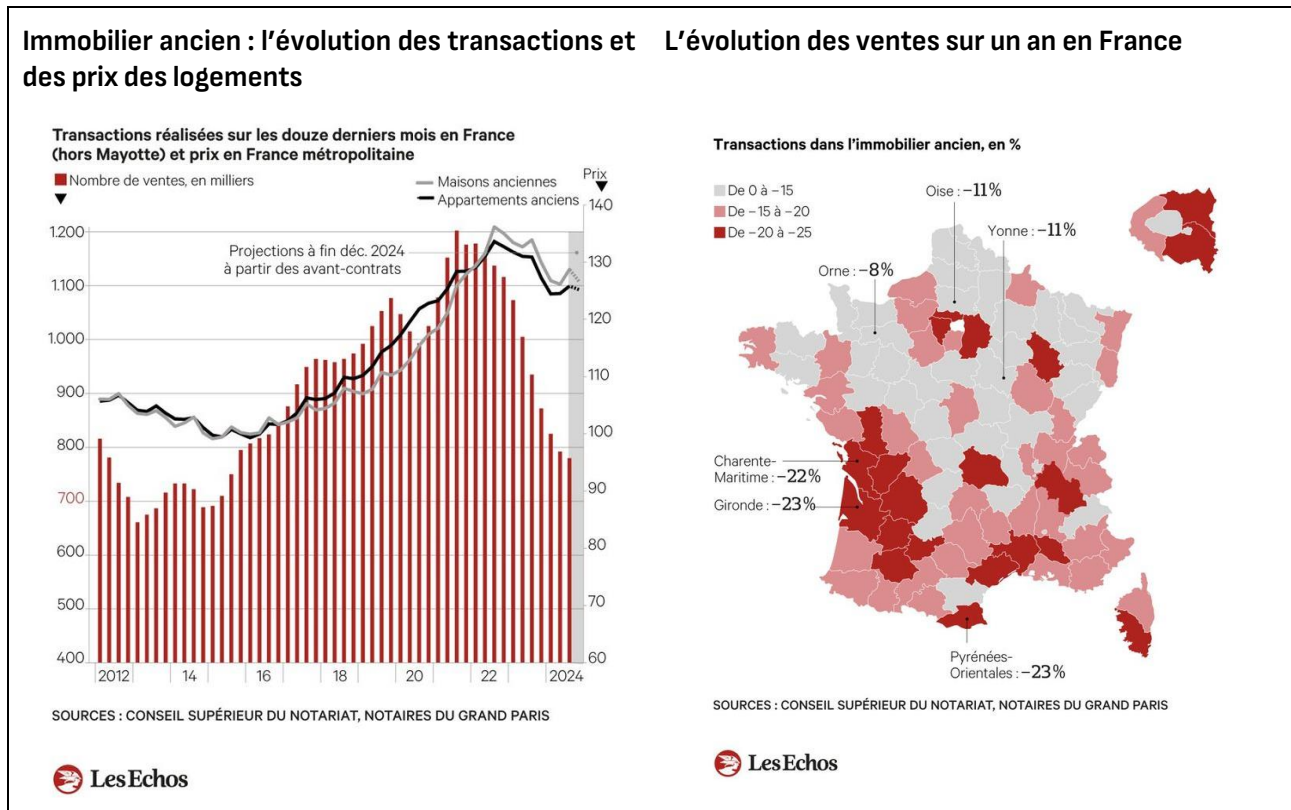 Immobilier ancien : l'évolution des transactions et
des prix des logements
Transactions réalisées sur les douze derniers mois en France
(hors Mayotte) et prix en France métropolitaine
Nombre de ventes, en milliers
Maisons anciennes
Appartements anciens
Prix
Projections à fin déc. 2024
à partir des avant-contrats
1.200
1.100
1.000
900
800
700
600
500
400
140
130
120
110
100
90
80
70
60
2012 14 16 18 20 22 2024
SOURCES : CONSEIL SUPÉRIEUR DU NOTARIAT, NOTAIRES DU GRAND PARIS
Les Echos
L'évolution des ventes sur un an en France
Transactions dans l'immobilier ancien, en %
De 0 à −15
De −15 à −20
De −20 à −25
Oise : −11%
Yonne : −11%
Orne : −8%
Charente-
Maritime : −22%
Gironde : −23%
Pyrénées-
Orientales : −23%
SOURCES : CONSEIL SUPÉRIEUR DU NOTARIAT, NOTAIRES DU GRAND PARIS
Les Echos